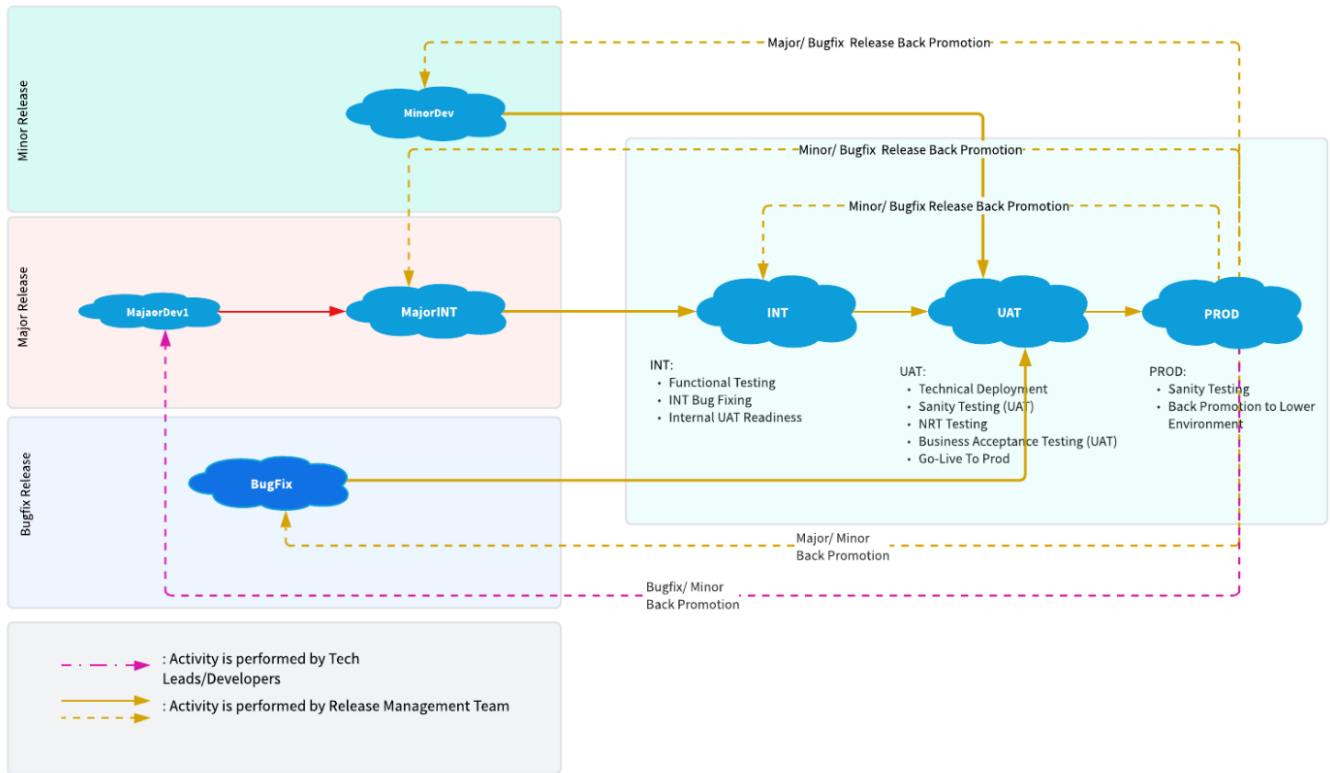 Major/ Bugfix  Release Back Promotion
Minor Release
MinorDev
Minor/ Bugfix  Release Back Promotion
Minor/ Bugfix Release Back Promotion
Major Release
MajaorDev1
MajorINT
INT
UAT
PROD
INT:
• Functional Testing
• INT Bug Fixing
• Internal UAT Readiness
UAT:
• Technical Deployment
• Sanity Testing (UAT)
• NRT Testing
• Business Acceptance Testing (UAT)
• Go-Live To Prod
PROD:
• Sanity Testing
• Back Promotion to Lower
Environment
Bugfix Release
BugFix
Major/ Minor
Back Promotion
Bugfix/ Minor
Back Promotion
: Activity is performed by Tech
Leads/Developers
: Activity is performed by Release Management Team